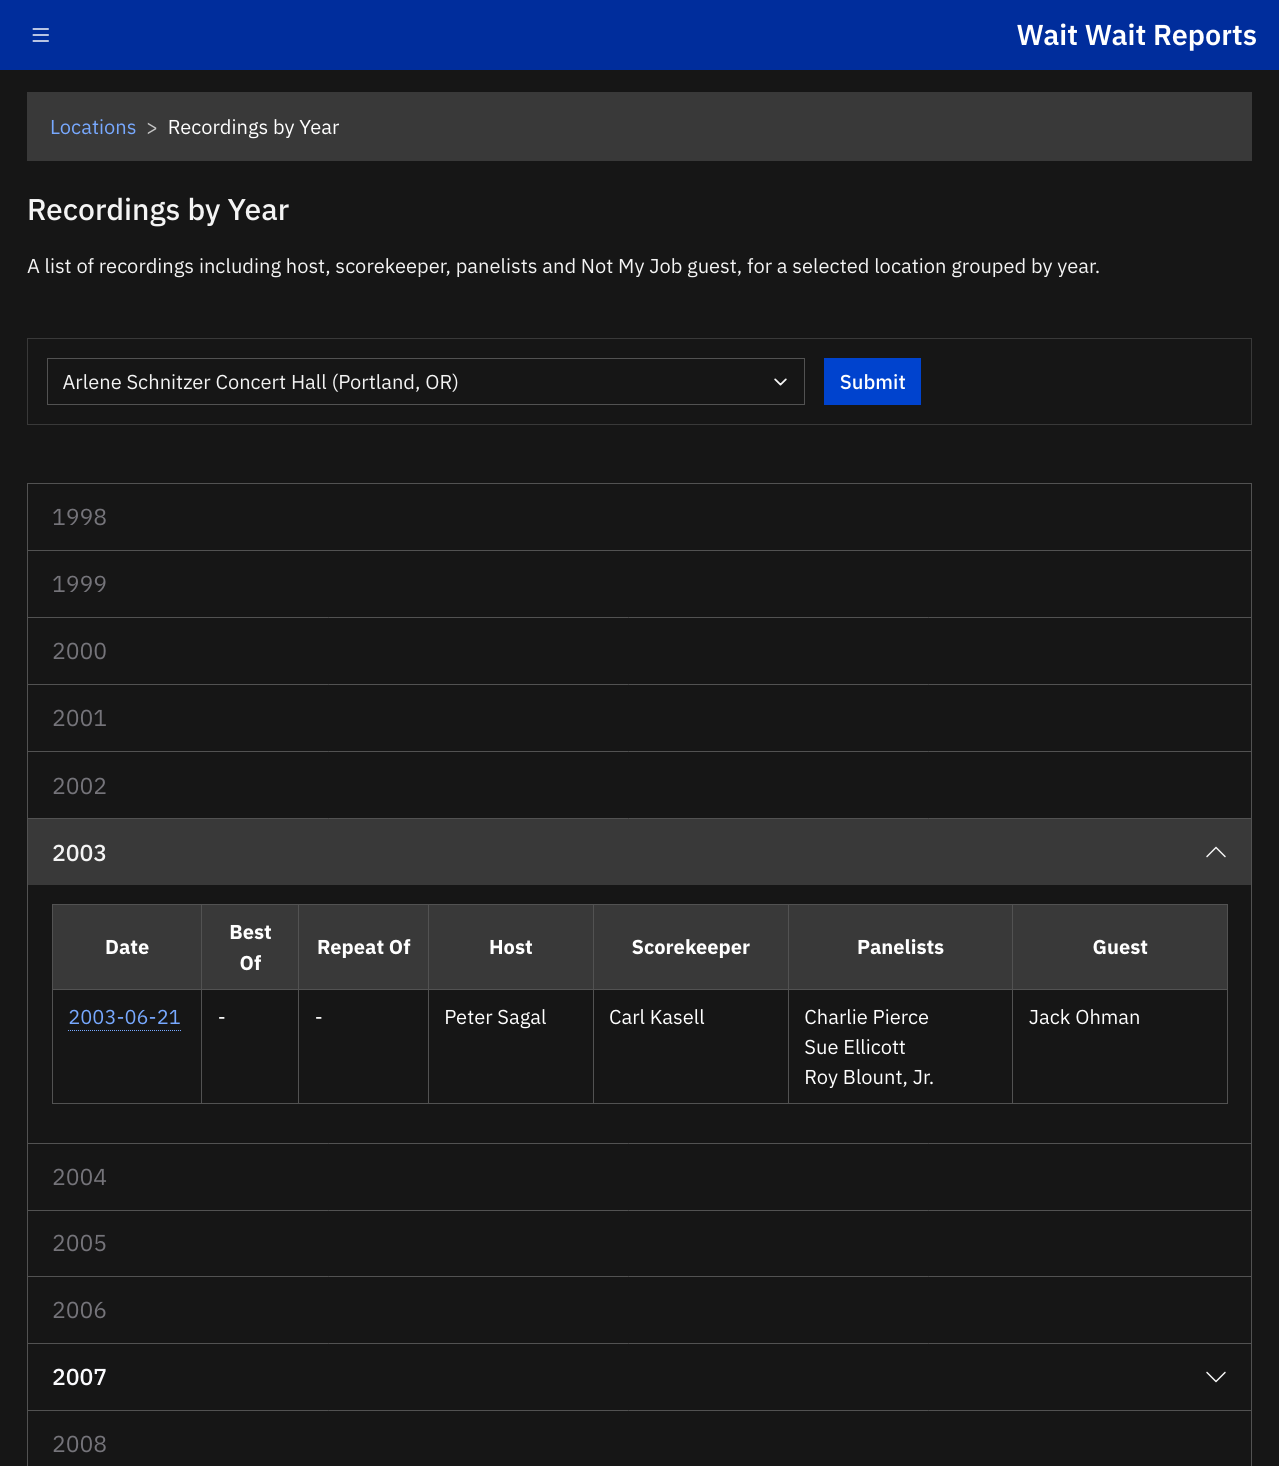 Wait Wait Reports
Locations > Recordings by Year
Recordings by Year
A list of recordings including host, scorekeeper, panelists and Not My Job guest, for a selected location grouped by year.
Arlene Schnitzer Concert Hall (Portland, OR)
Submit
1998
1999
2000
2001
2002
2003
Date Best Of Repeat Of Host Scorekeeper Panelists Guest
2003-06-21 - - Peter Sagal Carl Kasell Charlie Pierce Jack Ohman
Sue Ellicott
Roy Blount, Jr.
2004
2005
2006
2007
2008